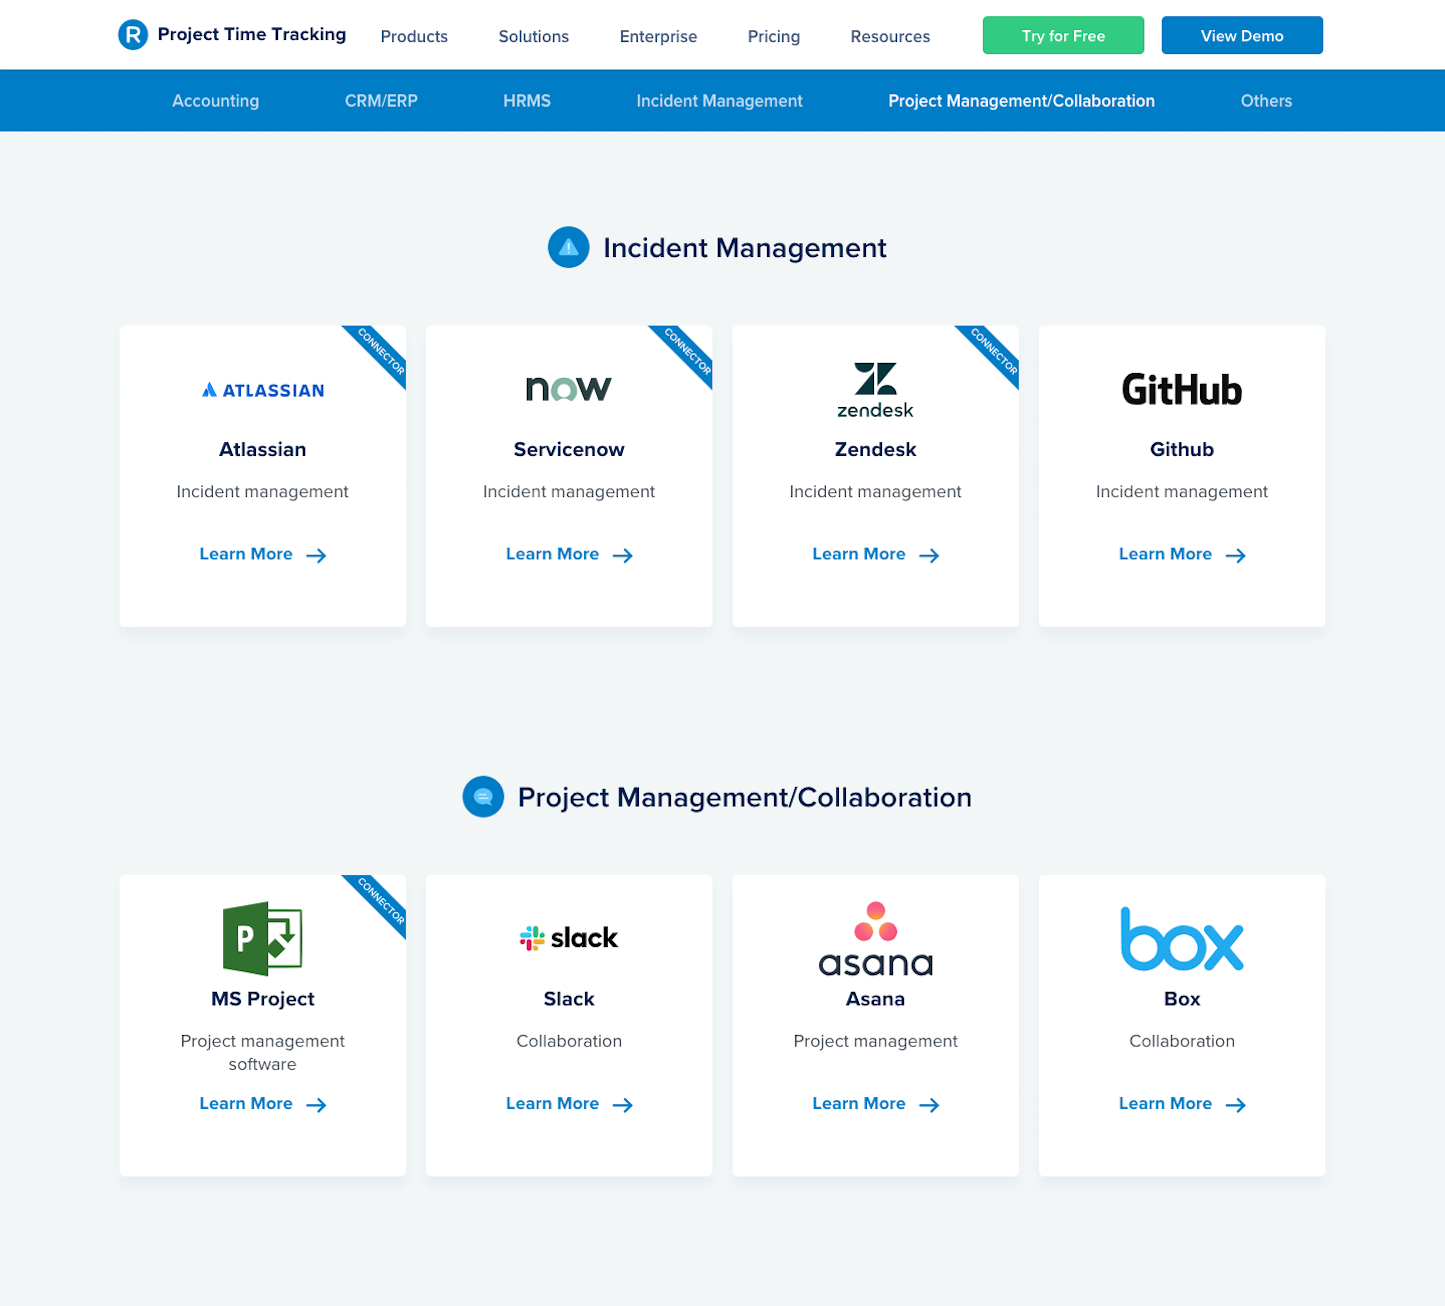 R Project Time Tracking Products Solutions Enterprise Pricing Resources Try for Free View Demo
Accounting CRM/ERP HRMS Incident Management Project Management/Collaboration Others
Incident Management
CONNECTOR CONNECTOR CONNECTOR
ATLASSIAN now zendesk GitHub
Atlassian Servicenow Zendesk Github
Incident management Incident management Incident management Incident management
Learn More Learn More Learn More Learn More
Project Management/Collaboration
CONNECTOR
P slack asana box
MS Project Slack Asana Box
Project management Collaboration Project management Collaboration
software
Learn More Learn More Learn More Learn More